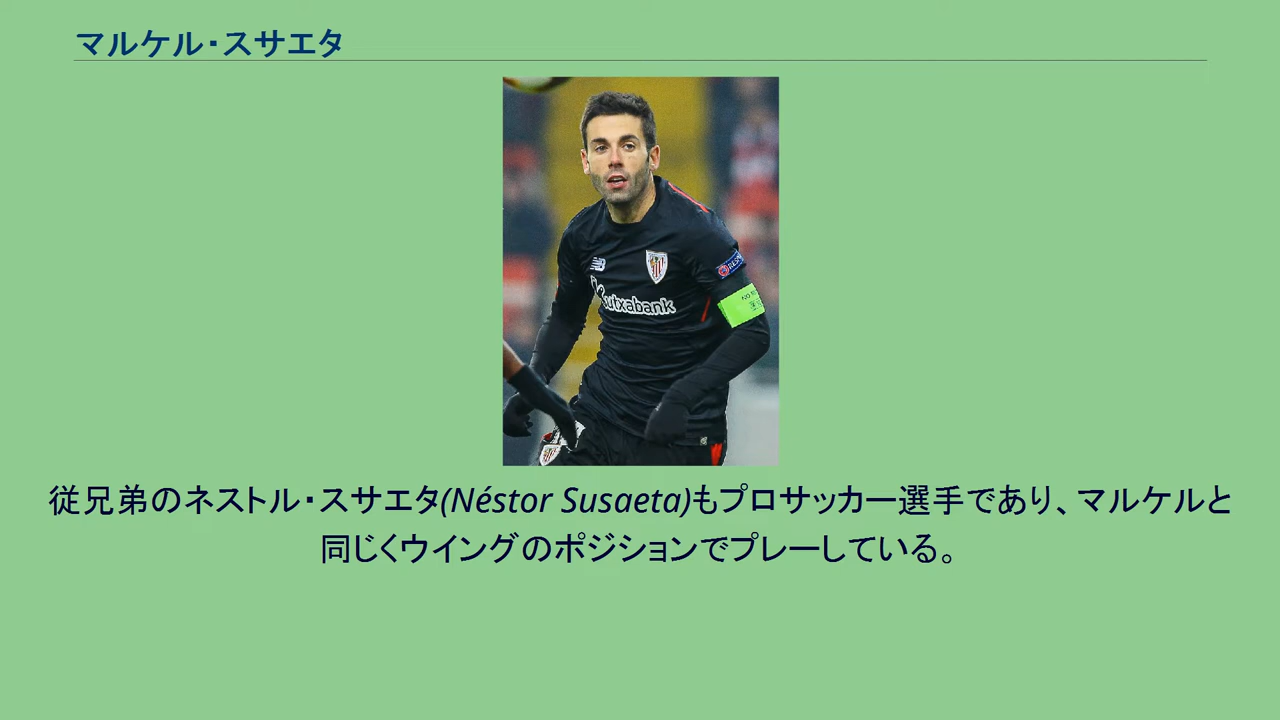 マルケル・スサエタ
kutxabank
従兄弟のネストル・スサエタ(Néstor Susaeta)もプロサッカー選手であり、マルケルと
同じくウイングのポジションでプレーしている。